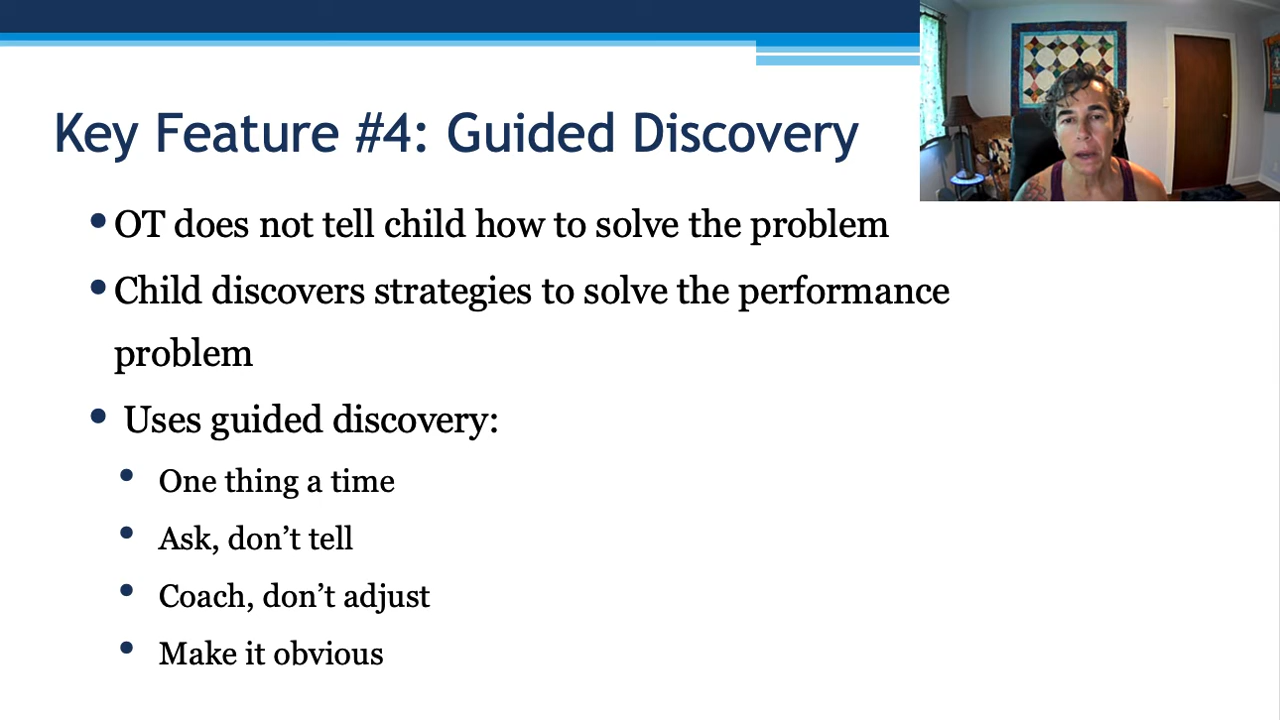 Key Feature #4: Guided Discovery
•OT does not tell child how to solve the problem
•Child discovers strategies to solve the performance
problem
• Uses guided discovery:
• One thing a time
• Ask, don’t tell
• Coach, don’t adjust
• Make it obvious